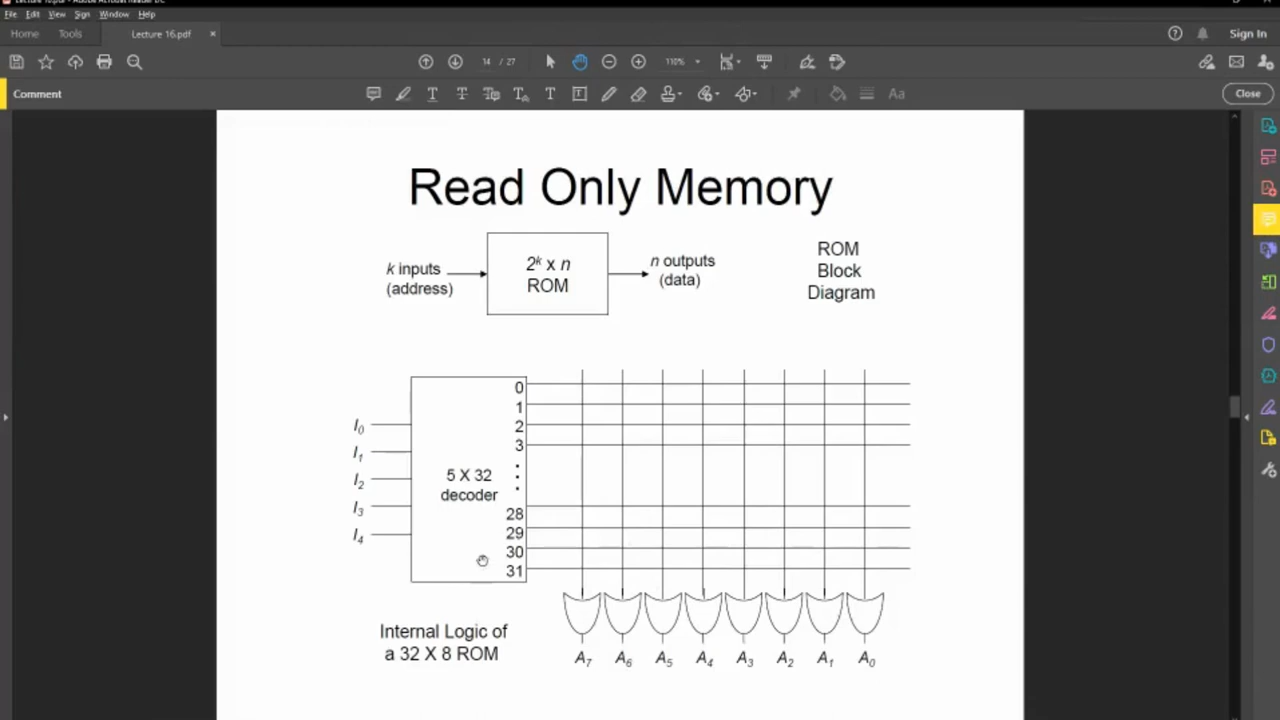 File Edit View Sign Window Help
Home Tools Lecture 16.pdf × Sign In
14 / 27 110%
Comment Close
Read Only Memory
k inputs
(address)
2ᵏ x n
ROM
n outputs
(data)
ROM
Block
Diagram
I₀
I₁
I₂
I₃
I₄
5 X 32
decoder
0
1
2
3
28
29
30
31
A₇ A₆ A₅ A₄ A₃ A₂ A₁ A₀
Internal Logic of
a 32 X 8 ROM